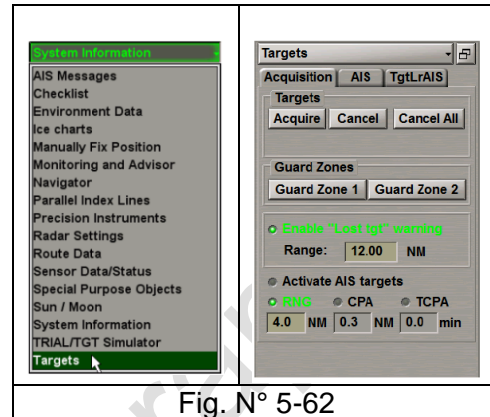 System Information
AIS Messages
Checklist
Environment Data
Ice charts
Manually Fix Position
Monitoring and Advisor
Navigator
Parallel Index Lines
Precision Instruments
Radar Settings
Route Data
Sensor Data/Status
Special Purpose Objects
Sun / Moon
System Information
TRIAL/TGT Simulator
Targets
Targets
Acquisition AIS TgtLrAIS
Targets
Acquire Cancel Cancel All
Guard Zones
Guard Zone 1 Guard Zone 2
Enable "Lost tgt" warning
Range: 12.00 NM
Activate AIS targets
RNG CPA TCPA
4.0 NM 0.3 NM 0.0 min
Fig. N° 5-62